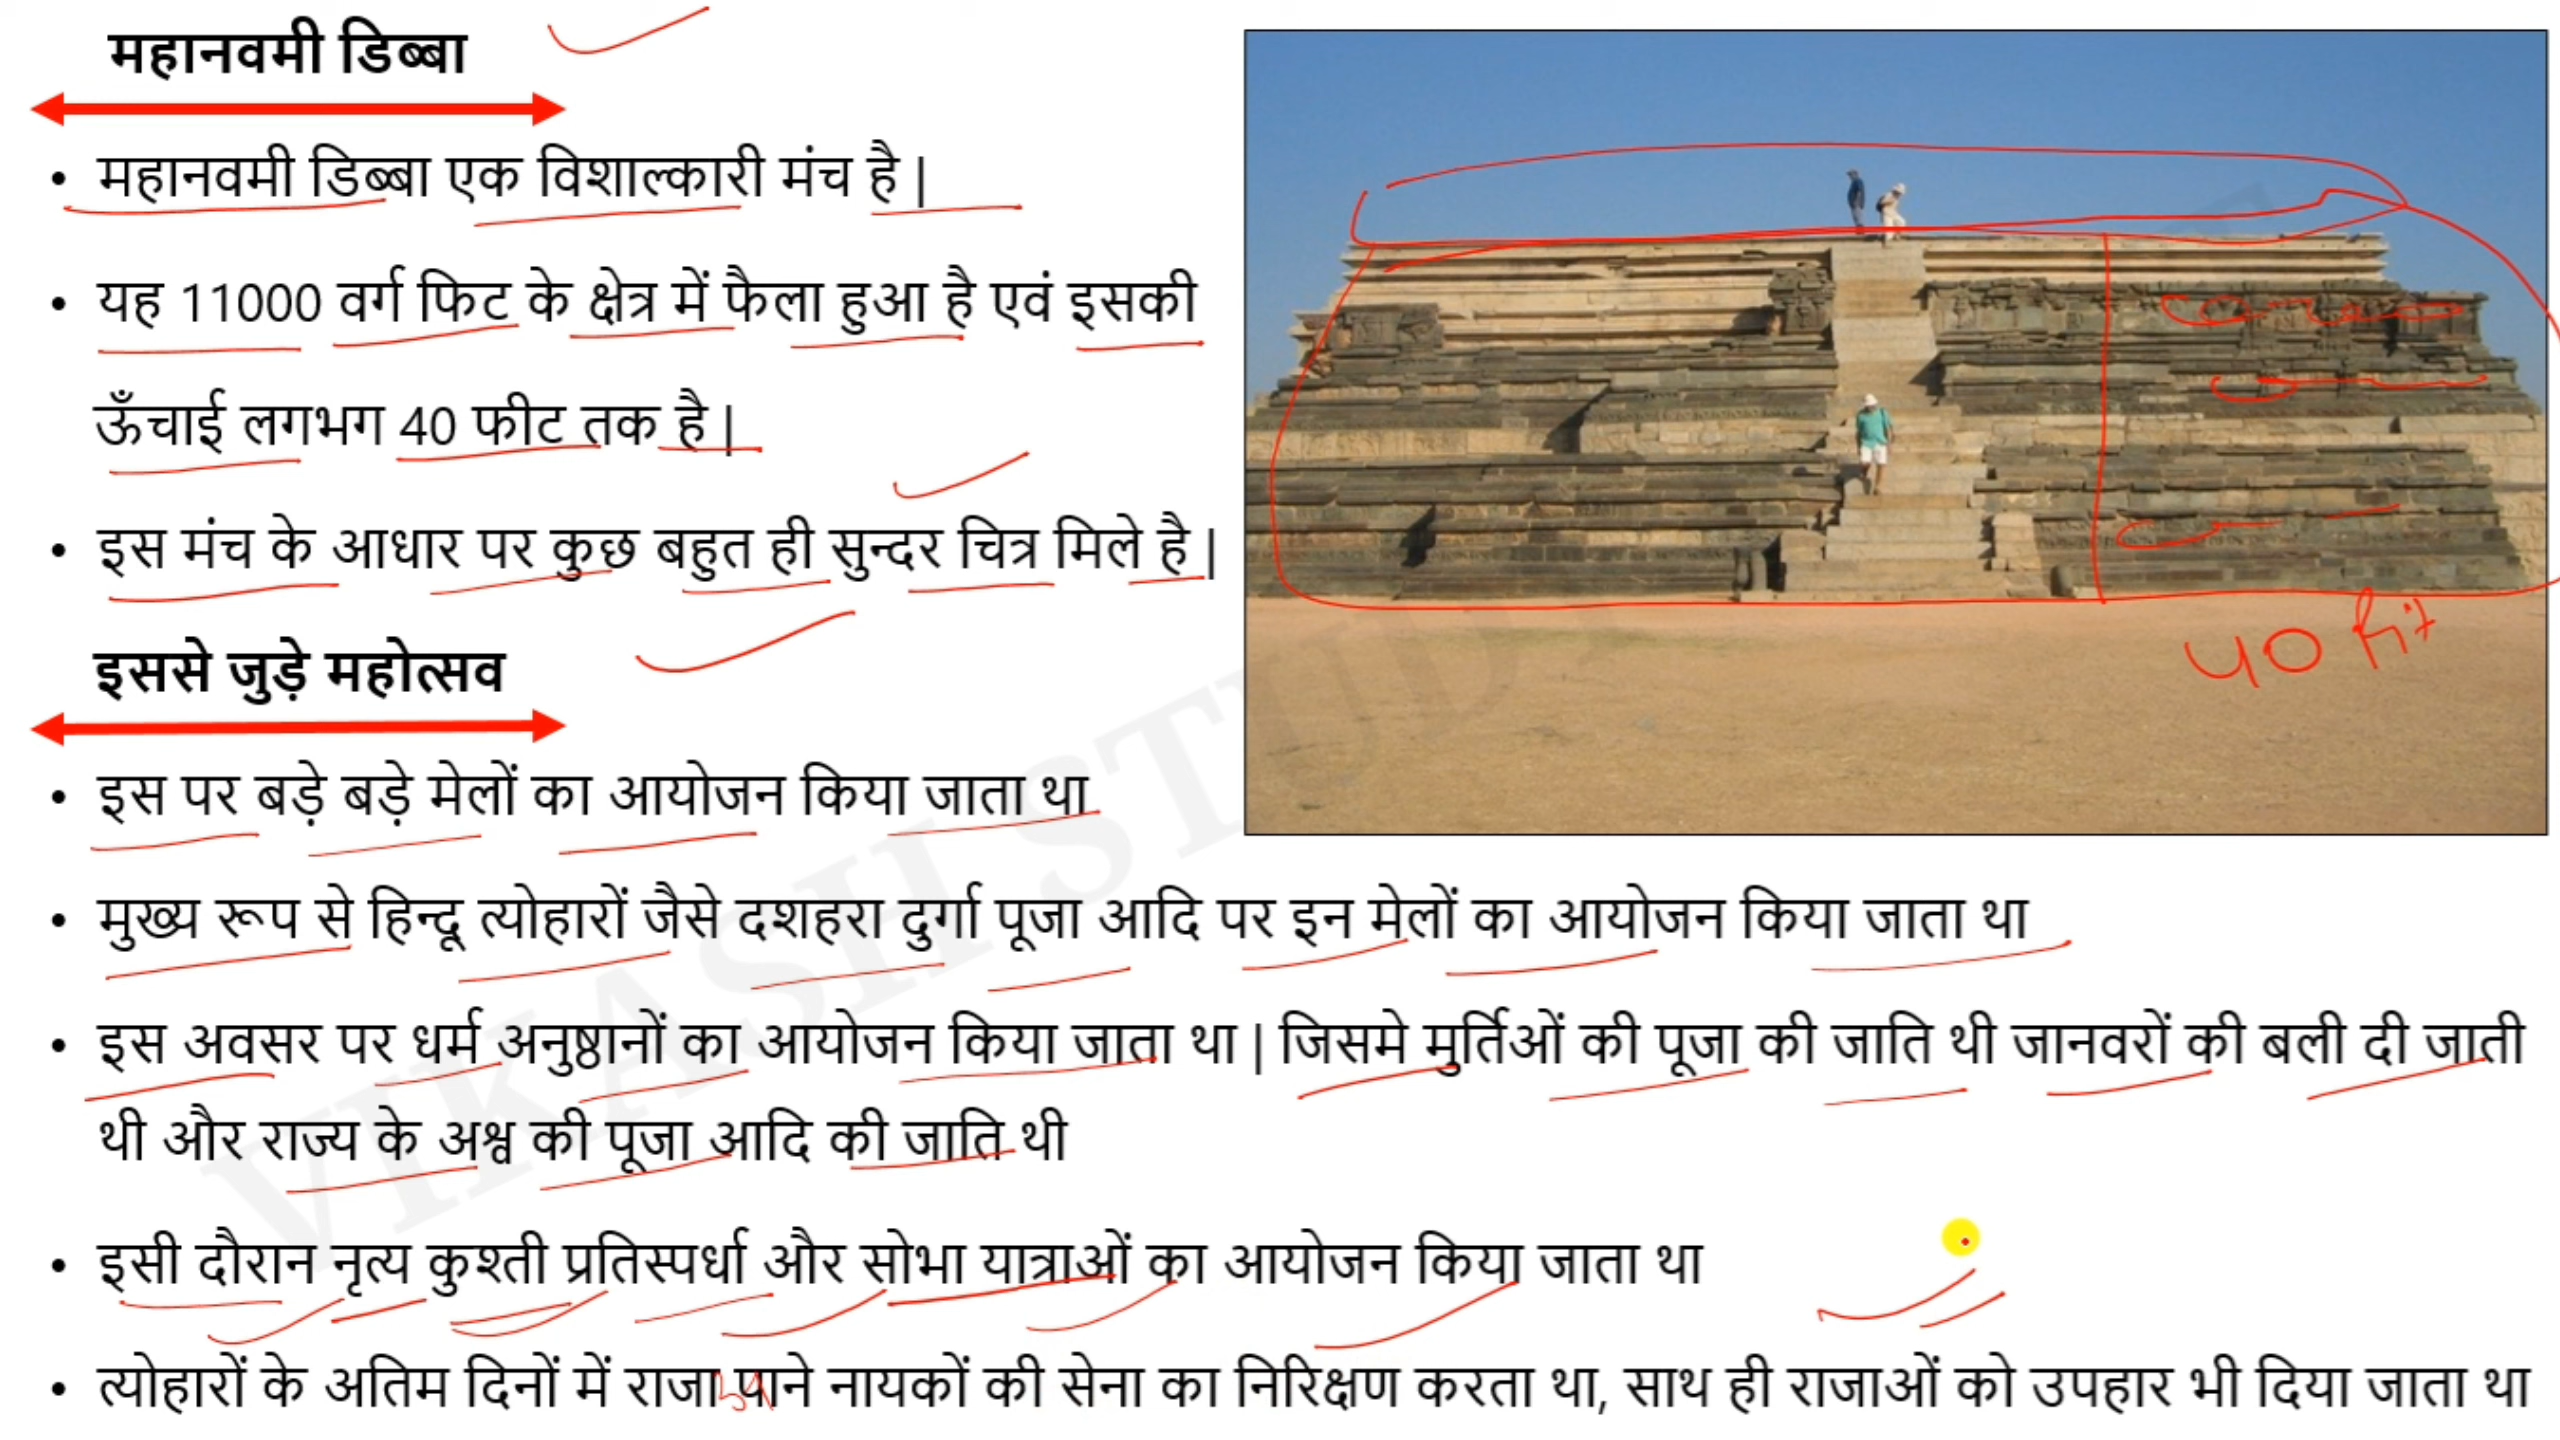 महानवमी डिब्बा
• महानवमी डिब्बा एक विशाल्कारी मंच है |
• यह 11000 वर्ग फिट के क्षेत्र में फैला हुआ है एवं इसकी
ऊँचाई लगभग 40 फीट तक है |
• इस मंच के आधार पर कुछ बहुत ही सुन्दर चित्र मिले है |
40 fit
इससे जुड़े महोत्सव
• इस पर बड़े बड़े मेलों का आयोजन किया जाता था
• मुख्य रूप से हिन्दू त्योहारों जैसे दशहरा दुर्गा पूजा आदि पर इन मेलों का आयोजन किया जाता था
• इस अवसर पर धर्म अनुष्ठानों का आयोजन किया जाता था | जिसमे मुर्तिओं की पूजा की जाति थी जानवरों की बली दी जाती
थी और राज्य के अश्व की पूजा आदि की जाति थी
• इसी दौरान नृत्य कुश्ती प्रतिस्पर्धा और सोभा यात्राओं का आयोजन किया जाता था
• त्योहारों के अतिम दिनों में राजा पाने नायकों की सेना का निरिक्षण करता था, साथ ही राजाओं को उपहार भी दिया जाता था
VIKASH STUDY